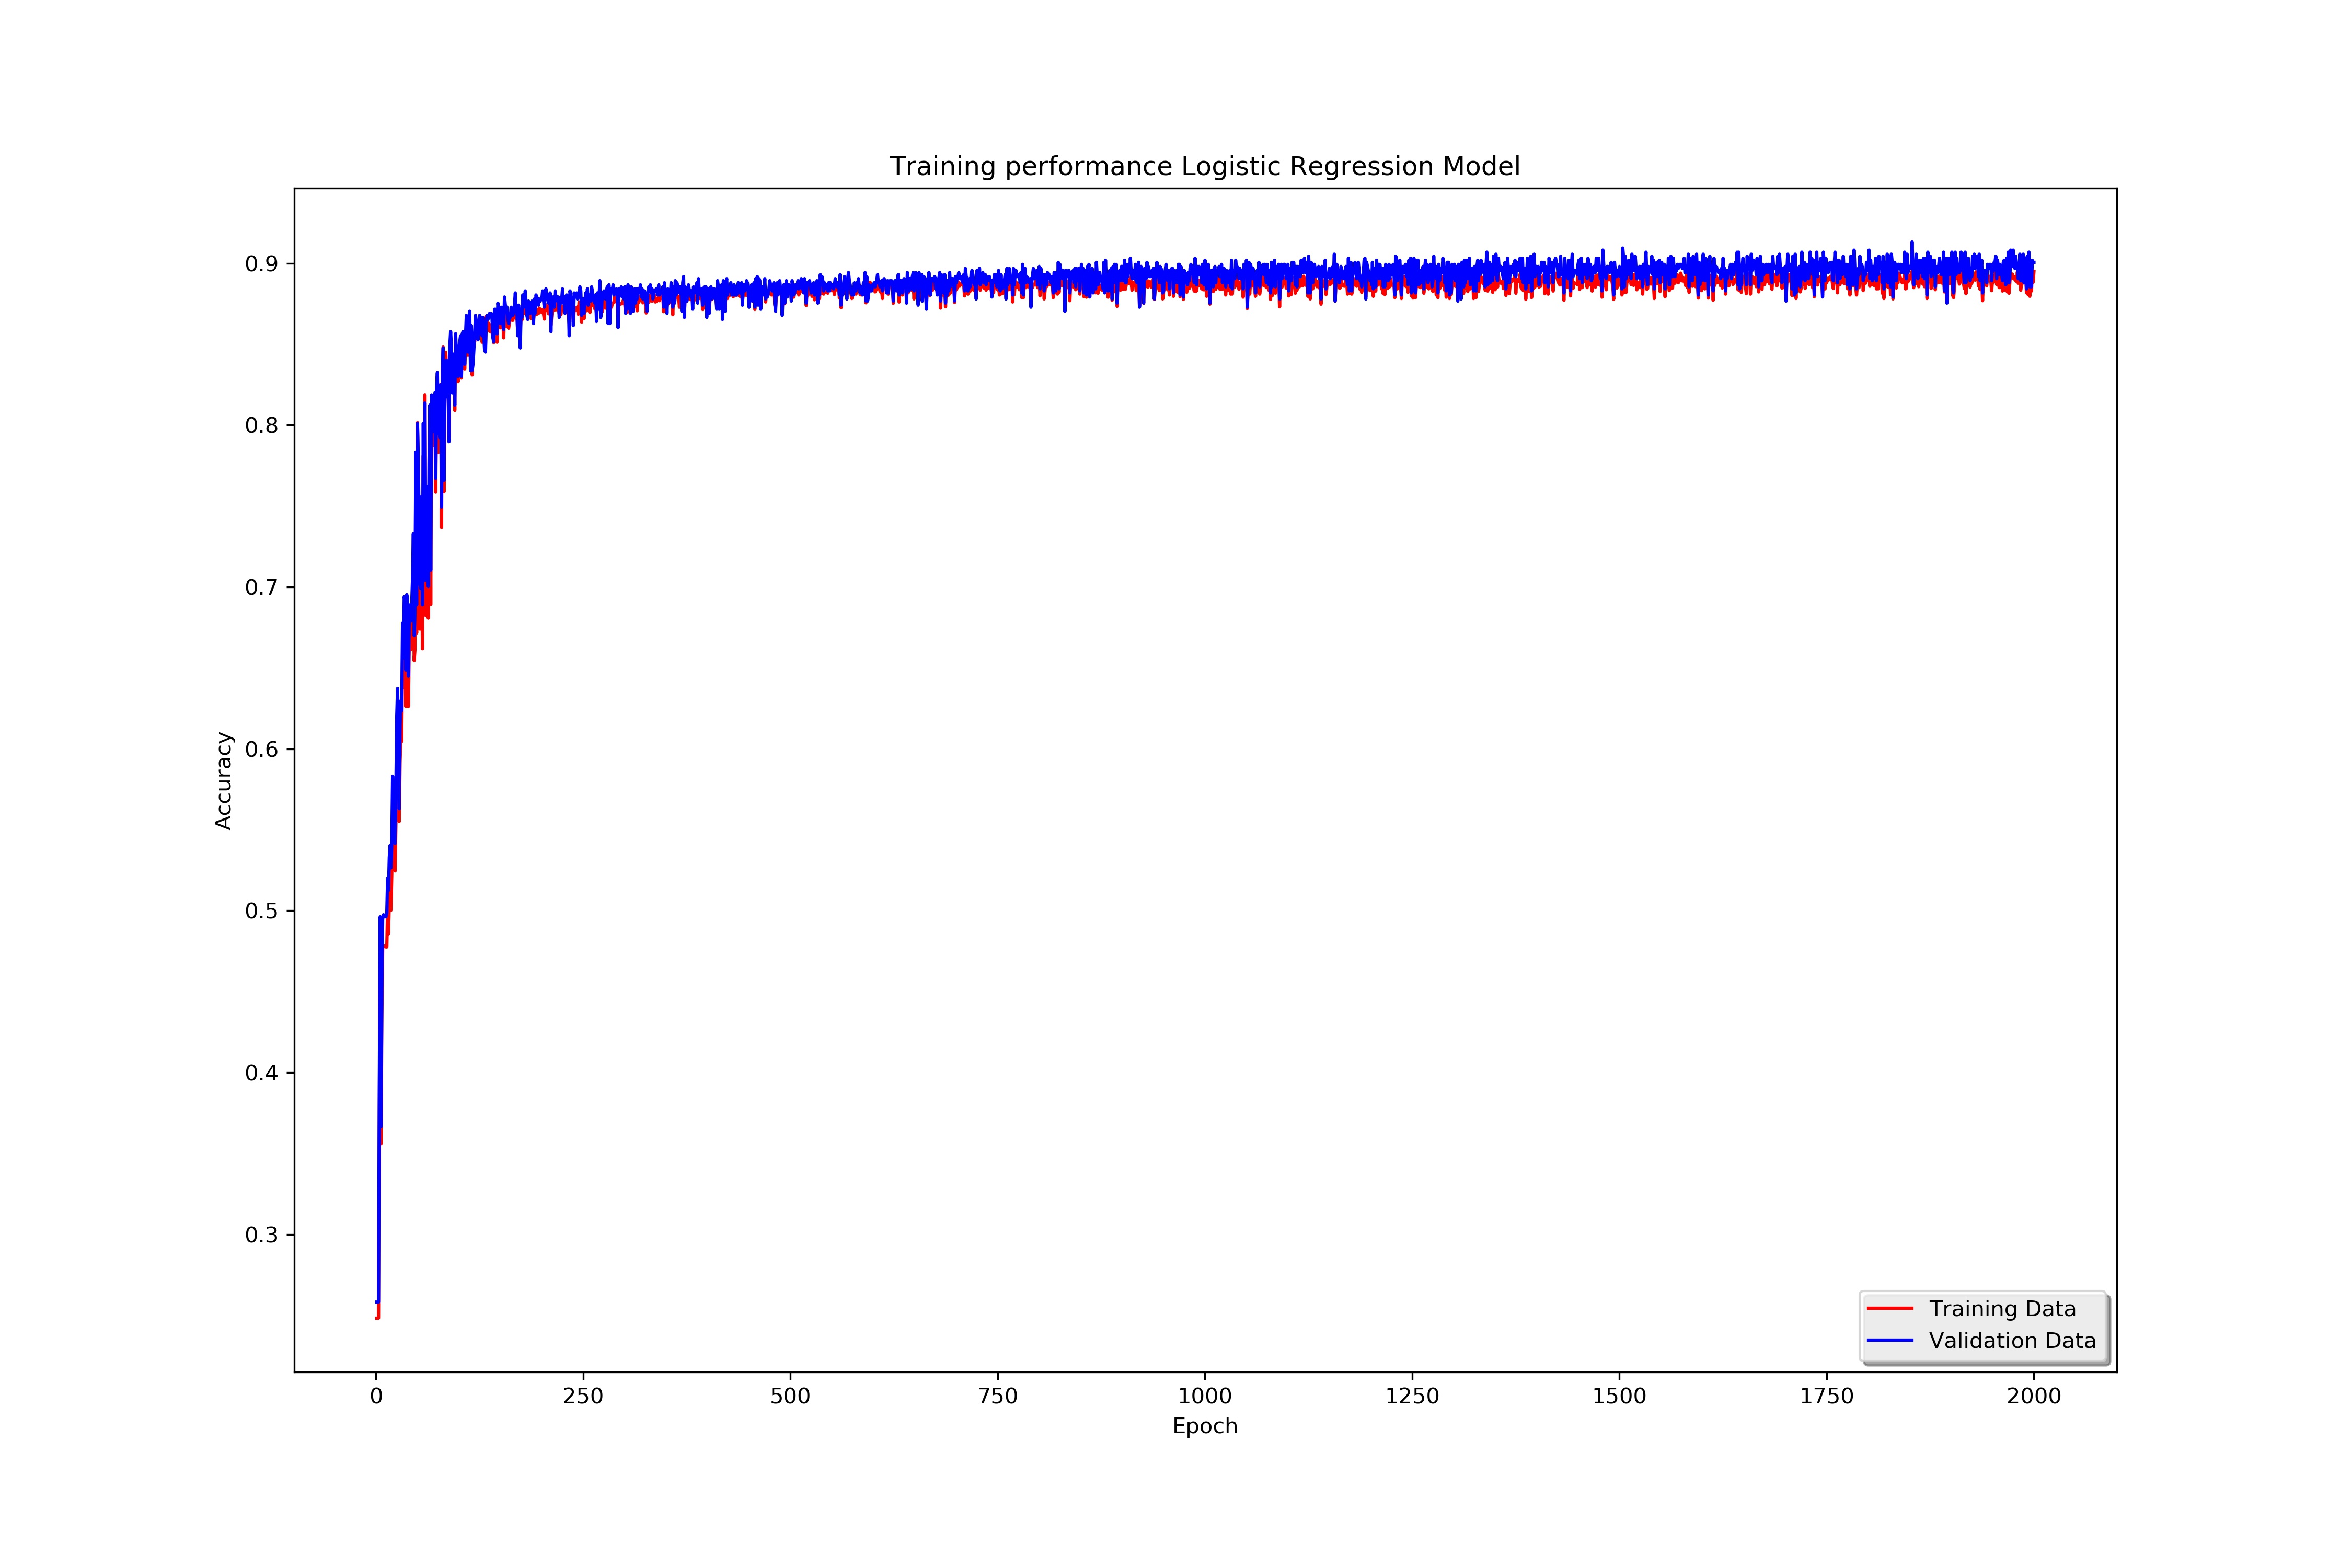 Training performance Logistic Regression Model
0.9
0.8
0.7
0.6
0.5
0.4
0.3
Accuracy
Training Data
Validation Data
0 250 500 750 1000 1250 1500 1750 2000
Epoch